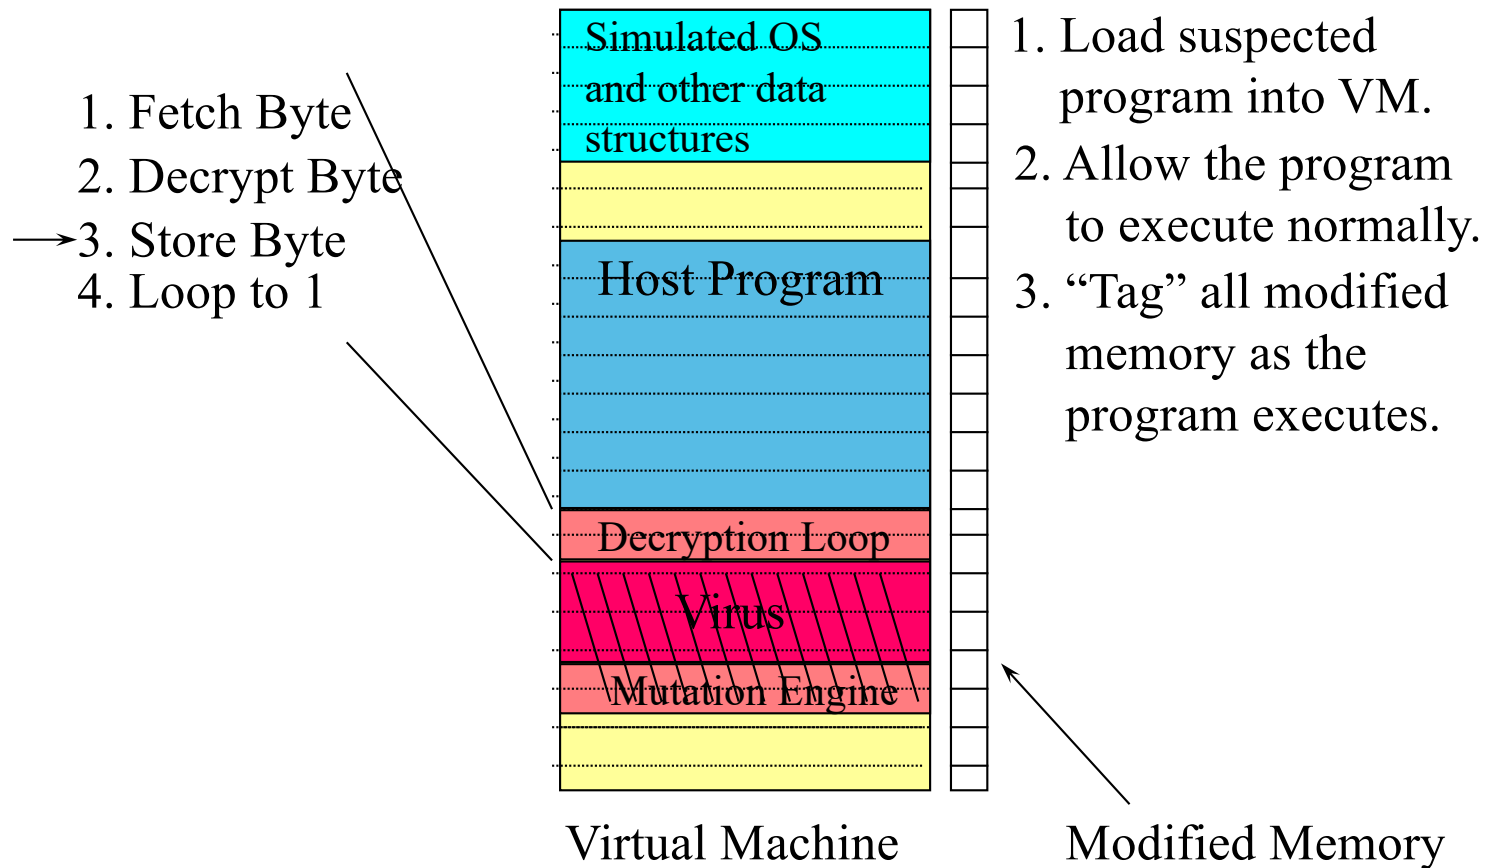 1. Fetch Byte
2. Decrypt Byte
3. Store Byte
4. Loop to 1
Simulated OS
and other data
structures
Host Program
Decryption Loop
Virus
Mutation Engine
Virtual Machine
1. Load suspected
program into VM.
2. Allow the program
to execute normally.
3. “Tag” all modified
memory as the
program executes.
Modified Memory